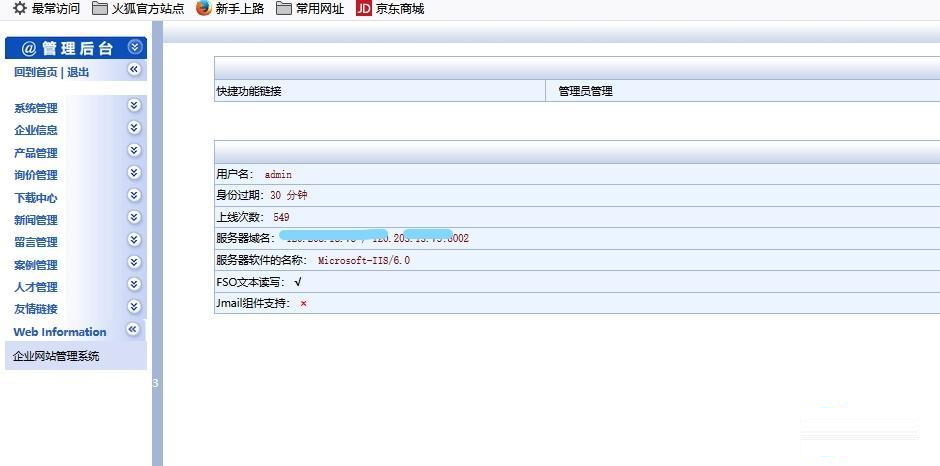 最常访问 火狐官方站点 新手上路 常用网址 JD 京东商城
@ 管理后台
回到首页 | 退出
系统管理
企业信息
产品管理
询价管理
下载中心
新闻管理
留言管理
案例管理
人才管理
友情链接
Web Information
企业网站管理系统
3
快捷功能链接 管理员管理
用户名： admin
身份过期：30 分钟
上线次数： 549
服务器域名：
服务器软件的名称： Microsoft-IIS/6.0
FSO文本读写： √
Jmail组件支持： ×